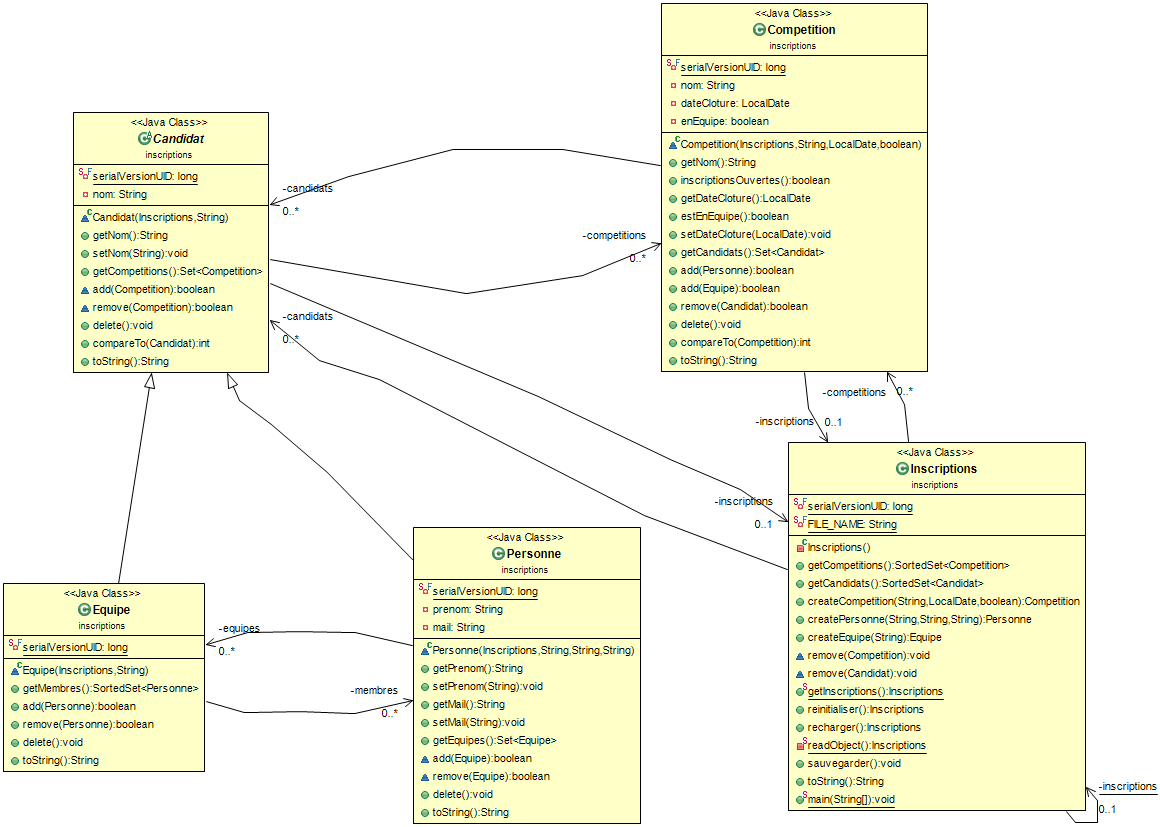 <<Java Class>>
Competition
inscriptions
serialVersionUID: long
nom: String
dateCloture: LocalDate
enEquipe: boolean
Competition(Inscriptions,String,LocalDate,boolean)
getNom():String
inscriptionsOuvertes():boolean
getDateCloture():LocalDate
estEnEquipe():boolean
setDateCloture(LocalDate):void
getCandidats():Set<Candidat>
add(Personne):boolean
add(Equipe):boolean
remove(Candidat):boolean
delete():void
compareTo(Competition):int
toString():String
<<Java Class>>
Candidat
inscriptions
serialVersionUID: long
nom: String
Candidat(Inscriptions,String)
getNom():String
setNom(String):void
getCompetitions():Set<Competition>
add(Competition):boolean
remove(Competition):boolean
delete():void
compareTo(Candidat):int
toString():String
-candidats
0..*
-competitions
0..*
-candidats
0..*
-competitions
0..*
-inscriptions
0..1
-inscriptions
0..1
<<Java Class>>
Inscriptions
inscriptions
serialVersionUID: long
FILE_NAME: String
Inscriptions()
getCompetitions():SortedSet<Competition>
getCandidats():SortedSet<Candidat>
createCompetition(String,LocalDate,boolean):Competition
createPersonne(String,String,String):Personne
createEquipe(String):Equipe
remove(Competition):void
remove(Candidat):void
getInscriptions():Inscriptions
reinitialiser():Inscriptions
recharger():Inscriptions
readObject():Inscriptions
sauvegarder():void
toString():String
main(String[]):void
-inscriptions
0..1
<<Java Class>>
Personne
inscriptions
serialVersionUID: long
prenom: String
mail: String
Personne(Inscriptions,String,String,String)
getPrenom():String
setPrenom(String):void
getMail():String
setMail(String):void
getEquipes():Set<Equipe>
add(Equipe):boolean
remove(Equipe):boolean
delete():void
toString():String
<<Java Class>>
Equipe
inscriptions
serialVersionUID: long
Equipe(Inscriptions,String)
getMembres():SortedSet<Personne>
add(Personne):boolean
remove(Personne):boolean
delete():void
toString():String
-equipes
0..*
-membres
0..*